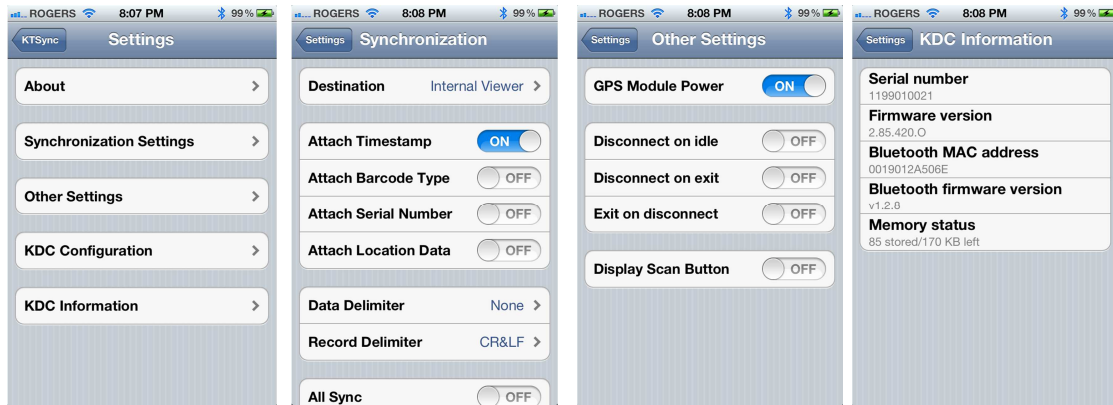 ROGERS 8:07 PM 99%
KTSync Settings
About
Synchronization Settings
Other Settings
KDC Configuration
KDC Information
ROGERS 8:08 PM 99%
Settings Synchronization
Destination Internal Viewer
Attach Timestamp ON
Attach Barcode Type OFF
Attach Serial Number OFF
Attach Location Data OFF
Data Delimiter None
Record Delimiter CR&LF
All Sync OFF
ROGERS 8:08 PM 99%
Settings Other Settings
GPS Module Power ON
Disconnect on idle OFF
Disconnect on exit OFF
Exit on disconnect OFF
Display Scan Button OFF
ROGERS 8:08 PM 99%
Settings KDC Information
Serial number
1199010021
Firmware version
2.85.420.O
Bluetooth MAC address
0019012A506E
Bluetooth firmware version
v1.2.6
Memory status
85 stored/170 KB left